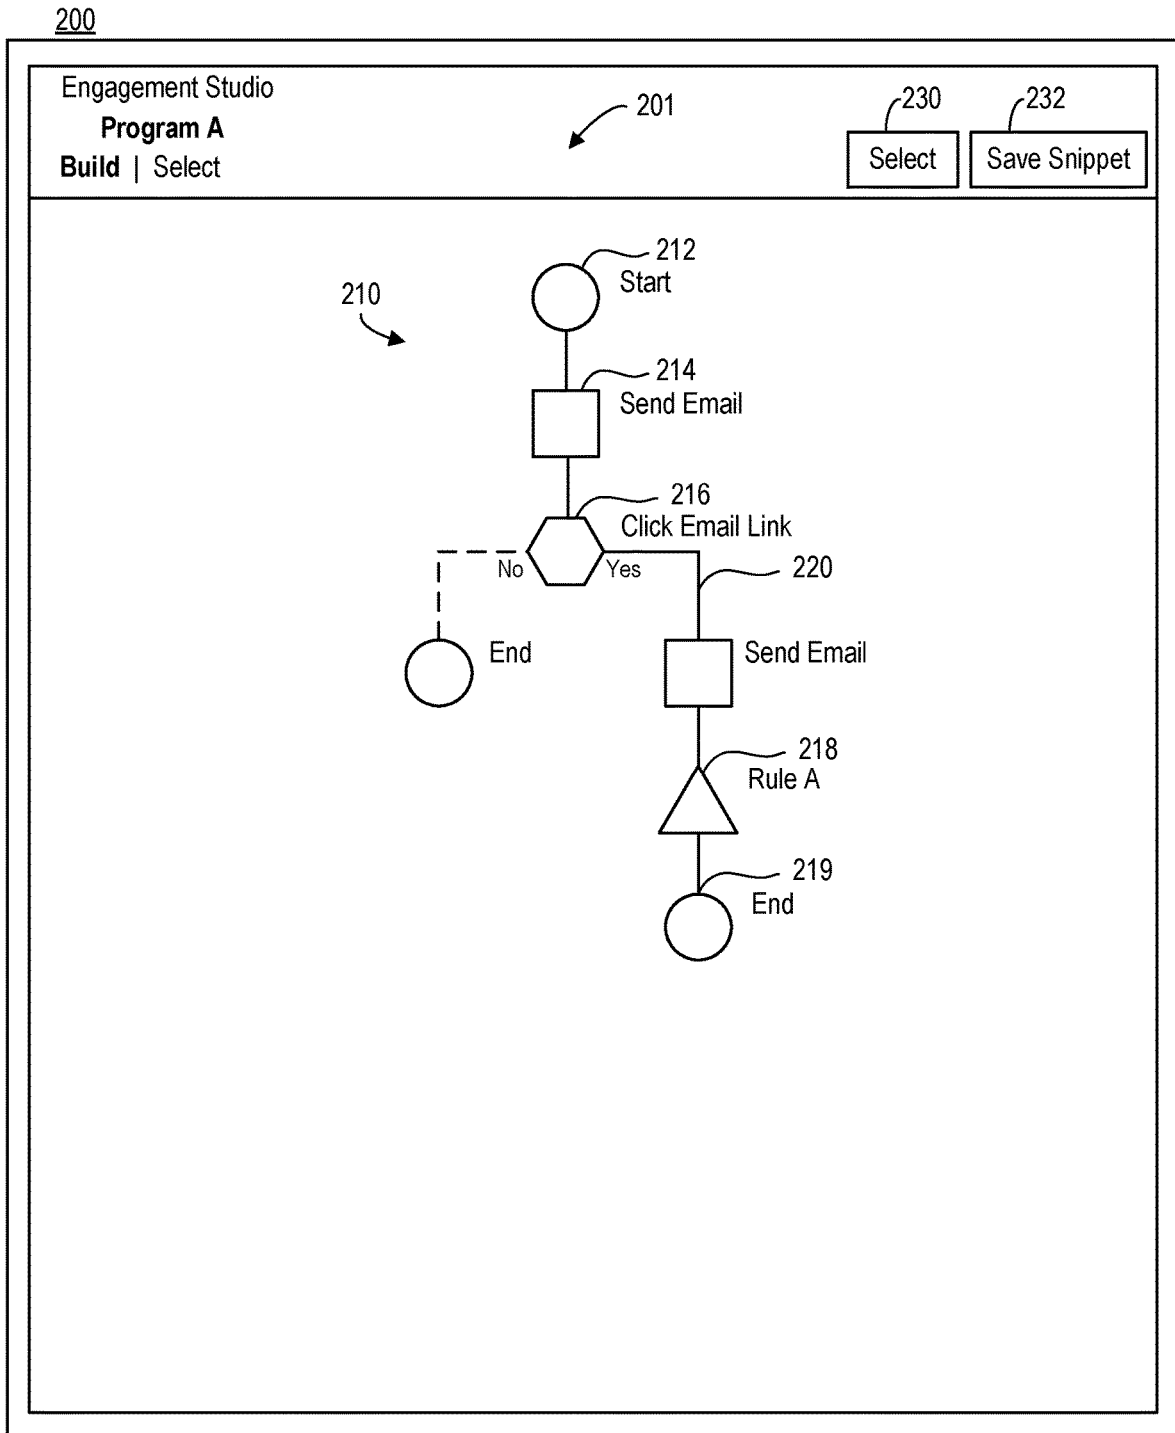 200
Engagement Studio
Program A
Build | Select
201
230
232
Select
Save Snippet
212
Start
210
214
Send Email
216
Click Email Link
No
Yes
220
End
Send Email
218
Rule A
219
End